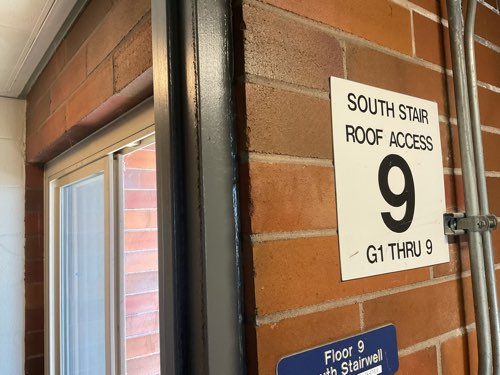 SOUTH STAIR
ROOF ACCESS
9
G1 THRU 9
Floor 9
Stairwell